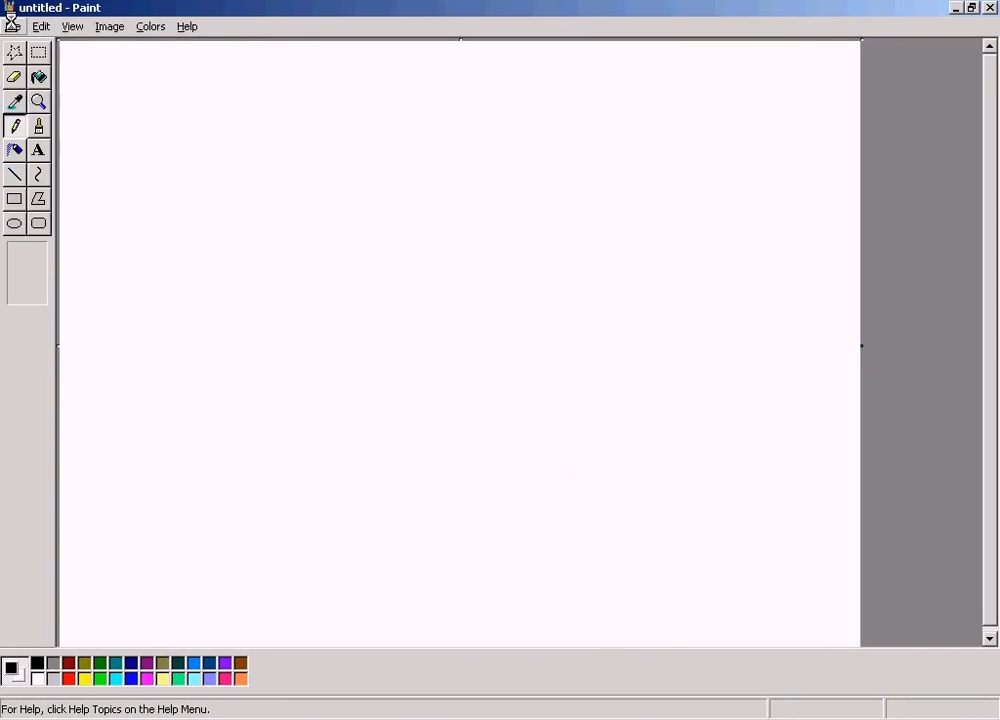 untitled - Paint
Edit View Image Colors Help
A
For Help, click Help Topics on the Help Menu.